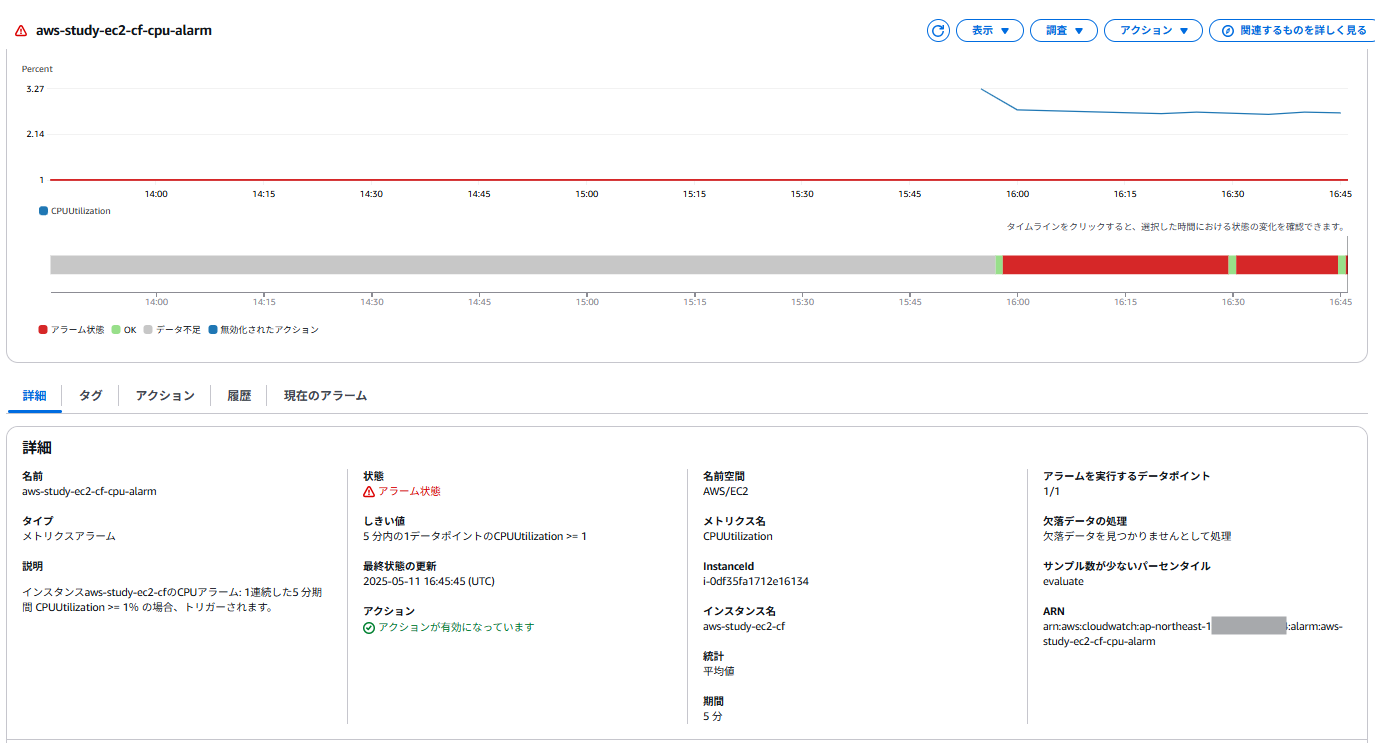 aws-study-ec2-cf-cpu-alarm
表示 調査 アクション 関連するものを詳しく見る
Percent
3.27
2.14
1
14:00 14:15 14:30 14:45 15:00 15:15 15:30 15:45 16:00 16:15 16:30 16:45
CPUUtilization
タイムラインをクリックすると、選択した時間における状態の変化を確認できます。
14:00 14:15 14:30 14:45 15:00 15:15 15:30 15:45 16:00 16:15 16:30 16:45
アラーム状態 OK データ不足 無効化されたアクション
詳細 タグ アクション 履歴 現在のアラーム
詳細
名前
aws-study-ec2-cf-cpu-alarm
タイプ
メトリクスアラーム
説明
インスタンスaws-study-ec2-cfのCPUアラーム: 1連続した5 分期
間 CPUUtilization >= 1% の場合、トリガーされます。
状態
アラーム状態
しきい値
5 分内の1データポイントのCPUUtilization >= 1
最終状態の更新
2025-05-11 16:45:45 (UTC)
アクション
アクションが有効になっています
名前空間
AWS/EC2
メトリクス名
CPUUtilization
InstanceId
i-0df35fa1712e16134
インスタンス名
aws-study-ec2-cf
統計
平均値
期間
5 分
アラームを実行するデータポイント
1/1
欠落データの処理
欠落データを見つかりませんとして処理
サンプル数が少ないパーセンタイル
evaluate
ARN
arn:aws:cloudwatch:ap-northeast-1 :alarm:aws-
study-ec2-cf-cpu-alarm